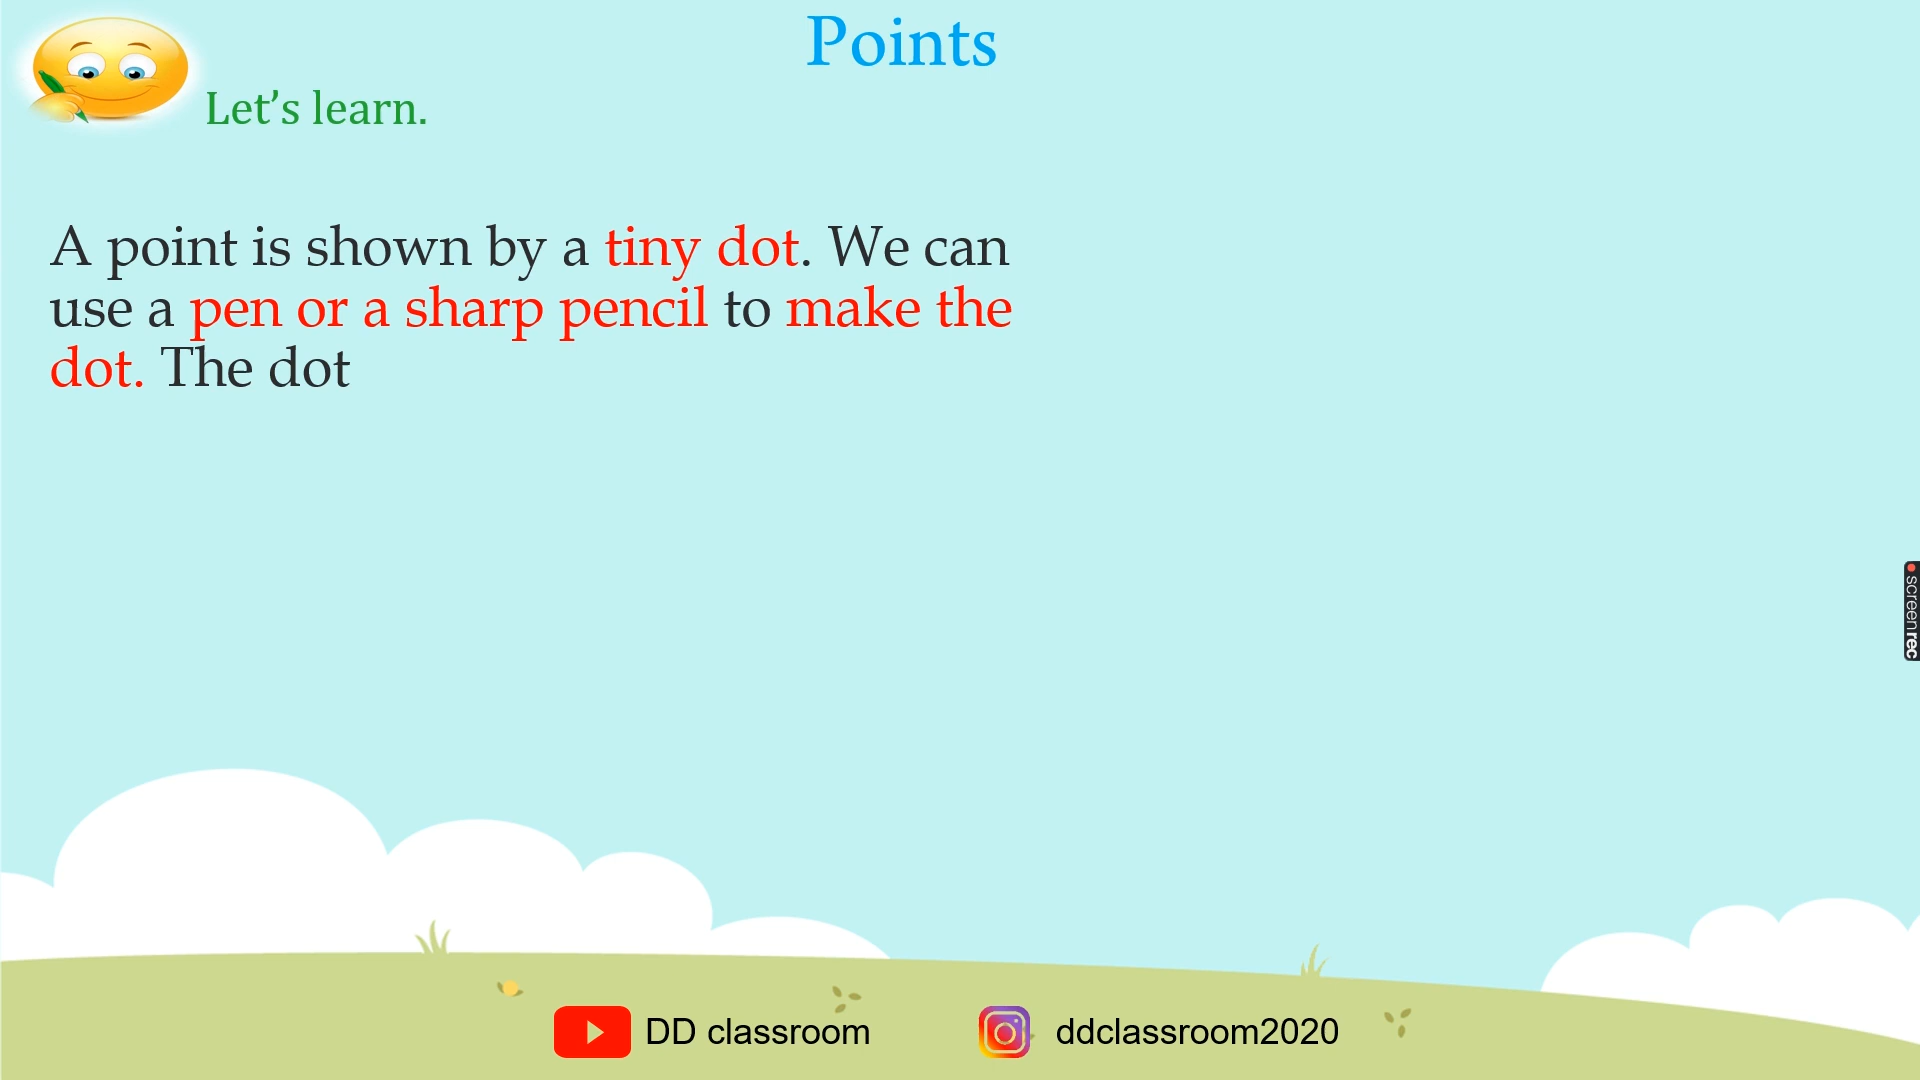 Points
Let’s learn.
A point is shown by a tiny dot. We can
use a pen or a sharp pencil to make the
dot. The dot
screenrec
DD classroom
ddclassroom2020